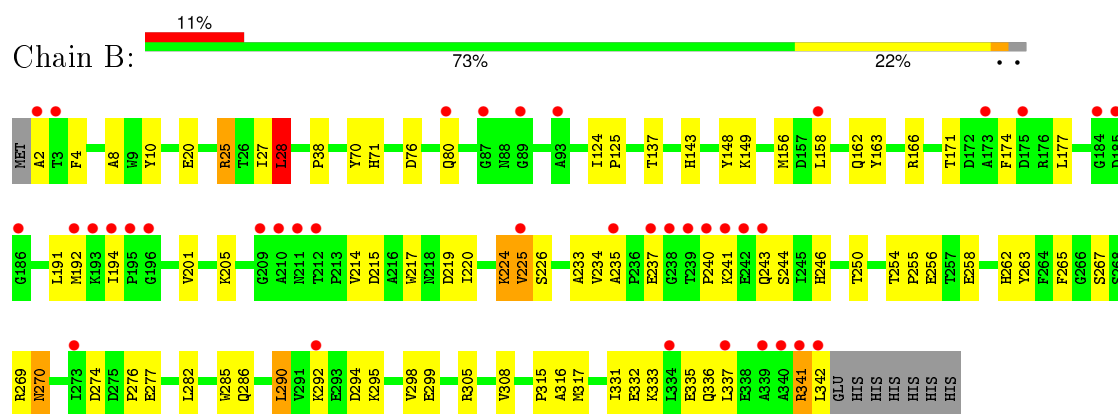 11%
Chain B:
73% 22% • •
MET A2 T3 F4 A8 W9 Y10 E20 R25 T26 I27 L28 P38 Y70 H71 D76 Q80 G87 N88 G89 A93 I124 P125 T137 H143 Y148 K149 M156 D157 L158 Q162 Y163 R166 T171 D172 A173 F174 D175 R176 L177 G184
G186 L191 M192 K193 I194 P195 G196 V201 K205 G209 A210 N211 T212 P213 V214 D215 A216 W217 N218 D219 I220 K224 V225 S226 A233 V234 A235 P236 E237 G238 T239 P240 K241 E242 Q243 S244 I245 H246 T250 T254 P255 E256 T257 E258 H262 Y263 F264 F265 G266 S267 S268
R269 N270 I273 D274 D275 P276 E277 L282 W285 Q286 L290 V291 K292 E293 D294 K295 V298 E299 R305 V308 P315 A316 M317 I331 E332 K333 L334 E335 Q336 L337 E338 A339 A340 R341 L342 GLU HIS HIS HIS HIS HIS HIS